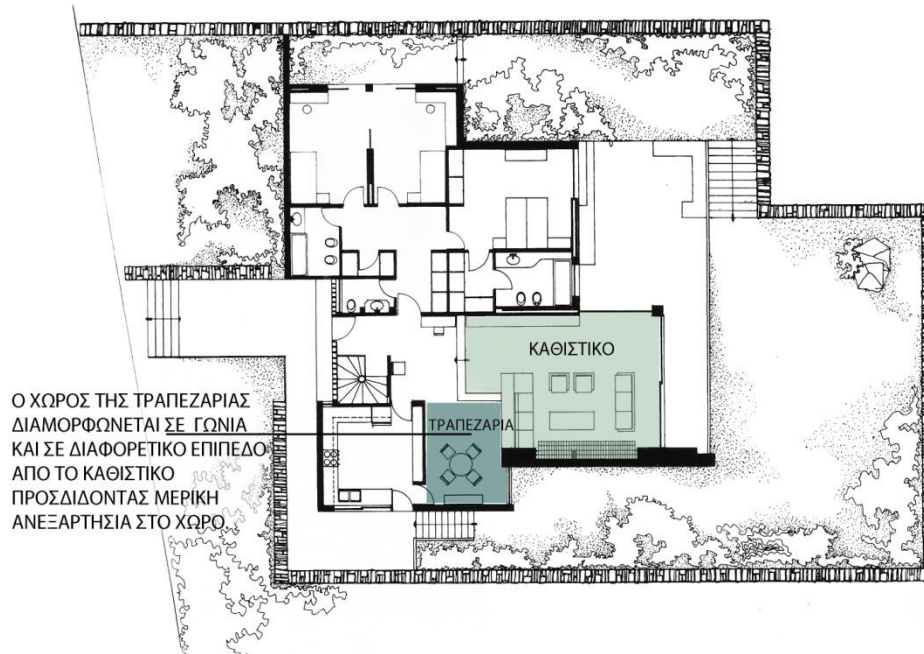 ΚΑΘΙΣΤΙΚΟ
ΤΡΑΠΕΖΑΡΙΑ
Ο ΧΩΡΟΣ ΤΗΣ ΤΡΑΠΕΖΑΡΙΑΣ
ΔΙΑΜΟΡΦΩΝΕΤΑΙ ΣΕ ΓΩΝΙΑ
ΚΑΙ ΣΕ ΔΙΑΦΟΡΕΤΙΚΟ ΕΠΙΠΕΔΟ
ΑΠΟ ΤΟ ΚΑΘΙΣΤΙΚΟ
ΠΡΟΣΔΙΔΟΝΤΑΣ ΜΕΡΙΚΗ
ΑΝΕΞΑΡΤΗΣΙΑ ΣΤΟ ΧΩΡΟ.